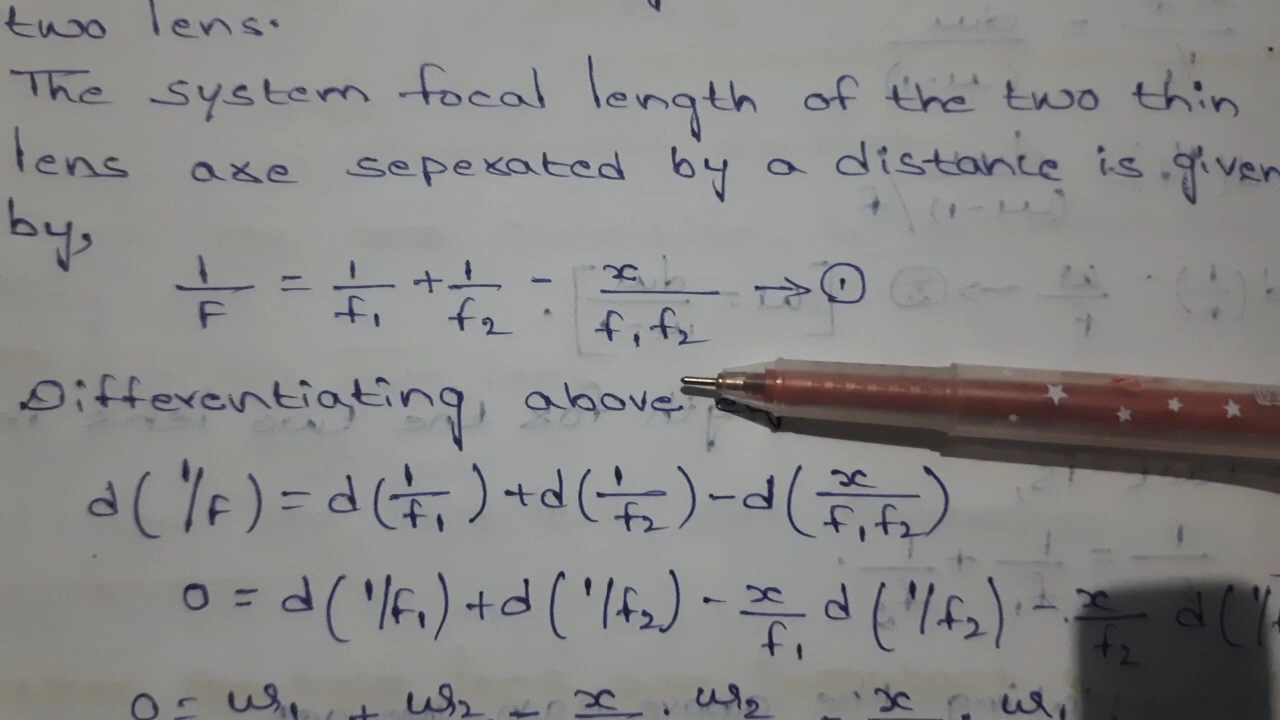 two lens.
The system focal length of the two thin
lens are seperated by a distance is given
by,
1/F = 1/f₁ + 1/f₂ - x/f₁f₂ → ①
Differentiating above
d(1/F) = d(1/f₁) + d(1/f₂) - d(x/f₁f₂)
0 = d(1/f₁) + d(1/f₂) - x/f₁ d(1/f₂) - x/f₂ d(1/